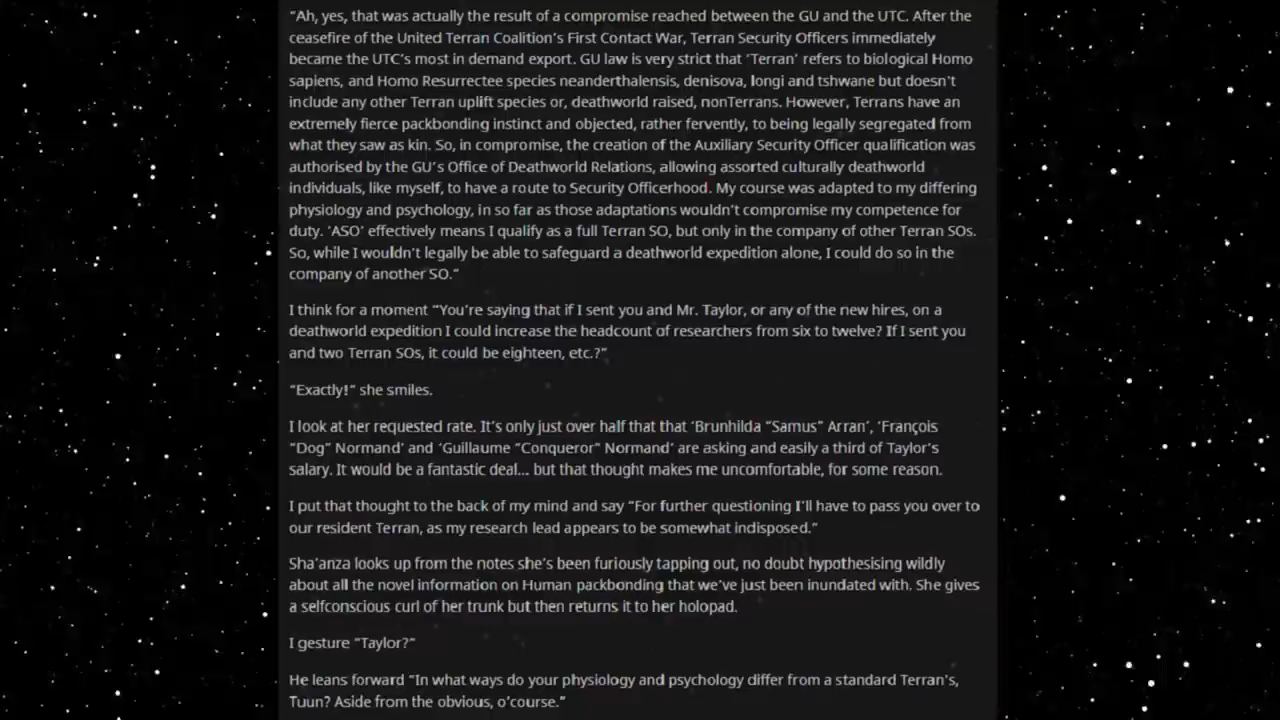 “Ah, yes, that was actually the result of a compromise reached between the GU and the UTC. After the
ceasefire of the United Terran Coalition’s First Contact War, Terran Security Officers immediately
became the UTC’s most in demand export. GU law is very strict that ‘Terran’ refers to biological Homo
sapiens, and Homo Resurrectee species neanderthalensis, denisova, longi and tshwane but doesn’t
include any other Terran uplift species or, deathworld raised, nonTerrans. However, Terrans have an
extremely fierce packbonding instinct and objected, rather fervently, to being legally segregated from
what they saw as kin. So, in compromise, the creation of the Auxiliary Security Officer qualification was
authorised by the GU’s Office of Deathworld Relations, allowing assorted culturally deathworld
individuals, like myself, to have a route to Security Officerhood. My course was adapted to my differing
physiology and psychology, in so far as those adaptations wouldn’t compromise my competence for
duty. ‘ASO’ effectively means I qualify as a full Terran SO, but only in the company of other Terran SOs.
So, while I wouldn’t legally be able to safeguard a deathworld expedition alone, I could do so in the
company of another SO.”
I think for a moment “You’re saying that if I sent you and Mr. Taylor, or any of the new hires, on a
deathworld expedition I could increase the headcount of researchers from six to twelve? If I sent you
and two Terran SOs, it could be eighteen, etc.?”
“Exactly!” she smiles.
I look at her requested rate. It’s only just over half that that ‘Brunhilda “Samus” Arran’, ‘François
“Dog” Normand’ and ‘Guillaume “Conqueror” Normand’ are asking and easily a third of Taylor’s
salary. It would be a fantastic deal... but that thought makes me uncomfortable, for some reason.
I put that thought to the back of my mind and say “For further questioning I’ll have to pass you over to
our resident Terran, as my research lead appears to be somewhat indisposed.”
Sha’anza looks up from the notes she’s been furiously tapping out, no doubt hypothesising wildly
about all the novel information on Human packbonding that we’ve just been inundated with. She gives
a selfconscious curl of her trunk but then returns it to her holopad.
I gesture “Taylor?”
He leans forward “In what ways do your physiology and psychology differ from a standard Terran’s,
Tuun? Aside from the obvious, o’course.”